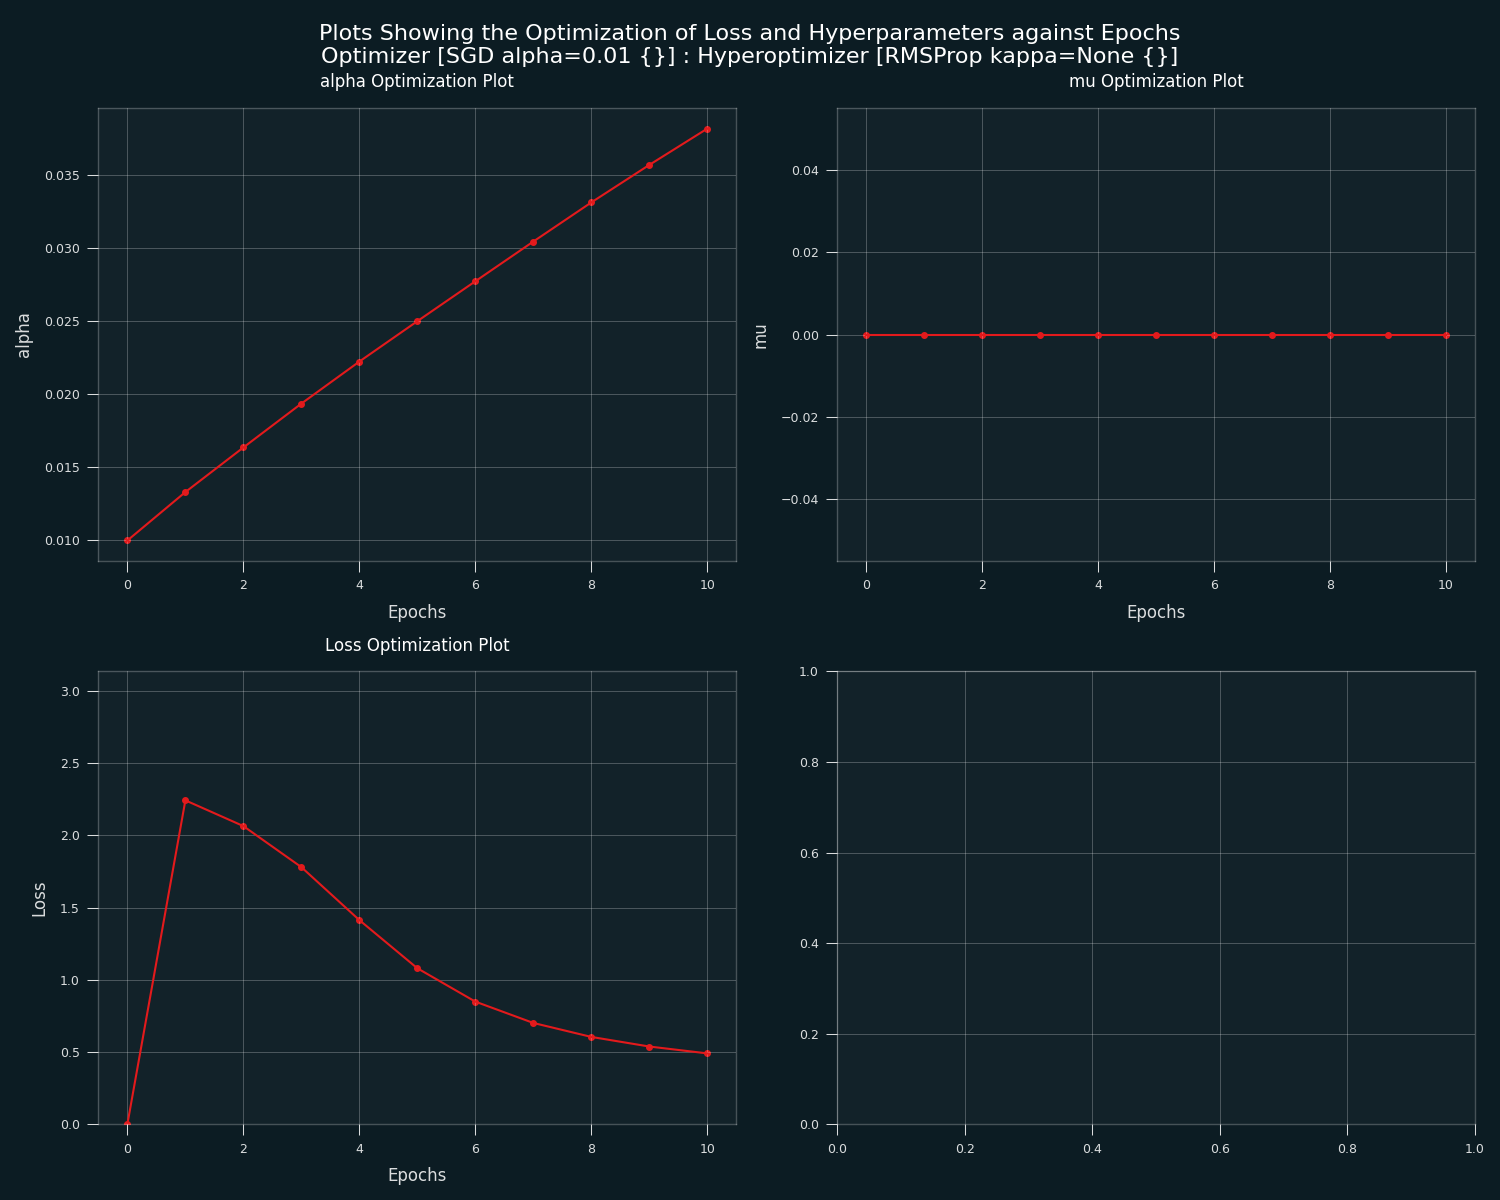 Plots Showing the Optimization of Loss and Hyperparameters against Epochs
Optimizer [SGD alpha=0.01 {}] : Hyperoptimizer [RMSProp kappa=None {}]
alpha Optimization Plot
alpha
0.035
0.030
0.025
0.020
0.015
0.010
0 2 4 6 8 10
Epochs
mu Optimization Plot
mu
0.04
0.02
0.00
−0.02
−0.04
0 2 4 6 8 10
Epochs
Loss Optimization Plot
Loss
3.0
2.5
2.0
1.5
1.0
0.5
0.0
0 2 4 6 8 10
Epochs
1.0
0.8
0.6
0.4
0.2
0.0
0.0 0.2 0.4 0.6 0.8 1.0